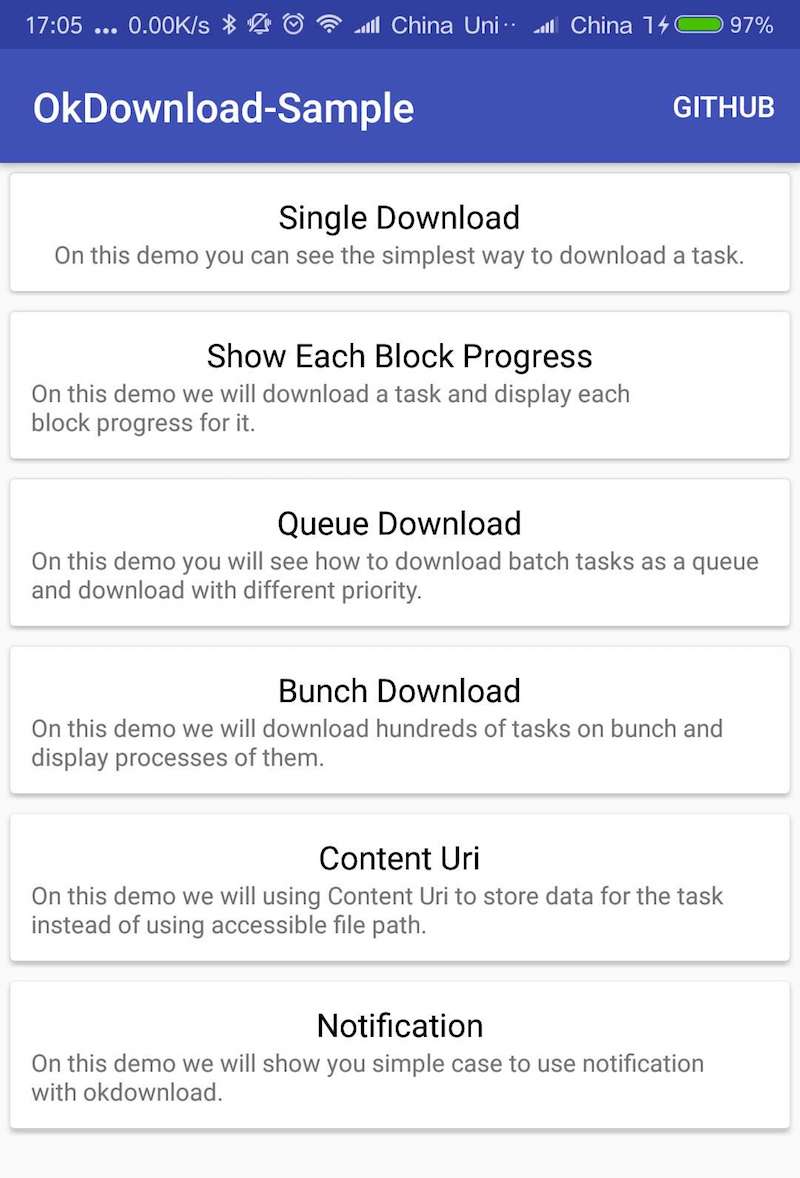 17:05 ... 0.00K/s China Uni·· China 97%
OkDownload-Sample
GITHUB
Single Download
On this demo you can see the simplest way to download a task.
Show Each Block Progress
On this demo we will download a task and display each
block progress for it.
Queue Download
On this demo you will see how to download batch tasks as a queue
and download with different priority.
Bunch Download
On this demo we will download hundreds of tasks on bunch and
display processes of them.
Content Uri
On this demo we will using Content Uri to store data for the task
instead of using accessible file path.
Notification
On this demo we will show you simple case to use notification
with okdownload.